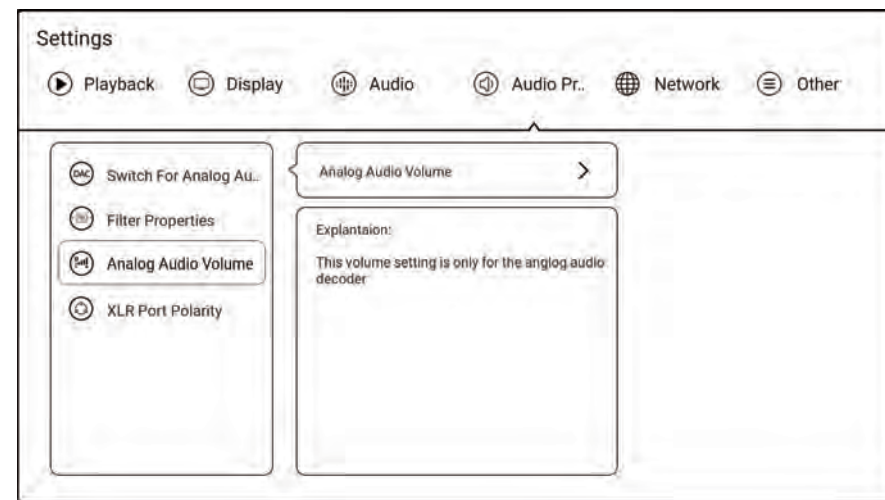 Settings
Playback Display Audio Audio Pr.. Network Other
Switch For Analog Au..
Filter Properties
Analog Audio Volume
XLR Port Polarity
Analog Audio Volume
Explantaion:
This volume setting is only for the anglog audio
decoder